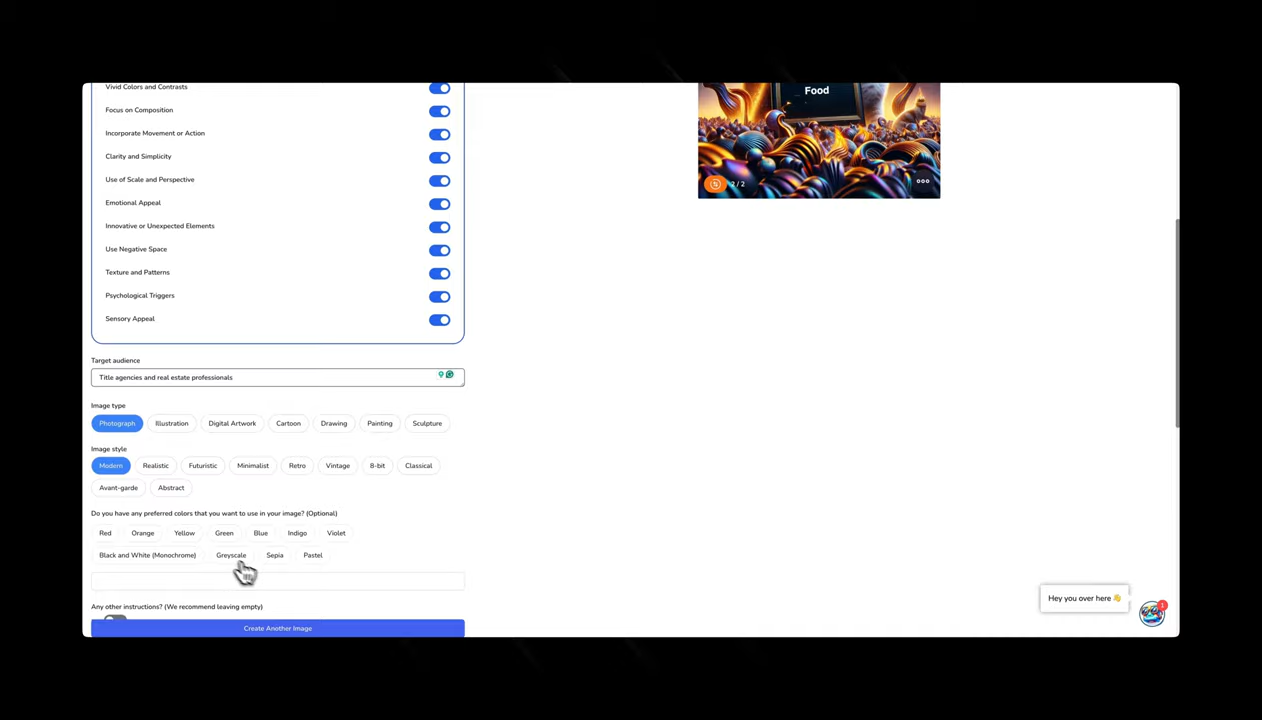 Vivid Colors and Contrasts
Focus on Composition
Incorporate Movement or Action
Clarity and Simplicity
Use of Scale and Perspective
Emotional Appeal
Innovative or Unexpected Elements
Use Negative Space
Texture and Patterns
Psychological Triggers
Sensory Appeal
Target audience
Title agencies and real estate professionals
Image type
Photograph Illustration Digital Artwork Cartoon Drawing Painting Sculpture
Image style
Modern Realistic Futuristic Minimalist Retro Vintage 8-bit Classical
Avant-garde Abstract
Do you have any preferred colors that you want to use in your image? (Optional)
Red Orange Yellow Green Blue Indigo Violet
Black and White (Monochrome) Greyscale Sepia Pastel
Any other instructions? (We recommend leaving empty)
Create Another Image
Food
2 / 2
Hey you over here 👋
1